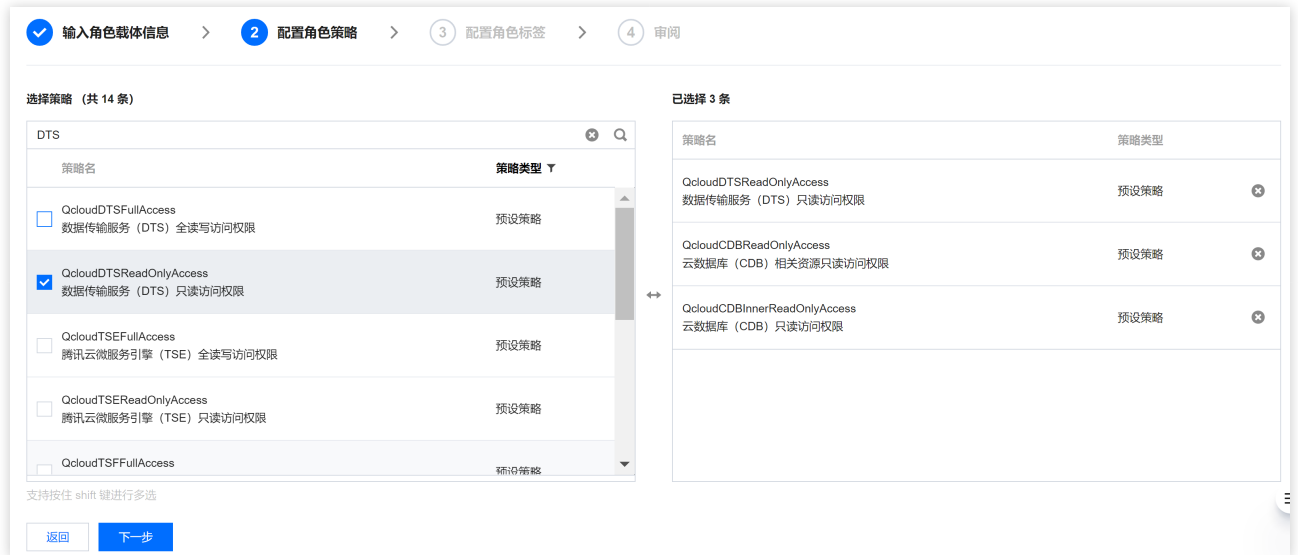 输入角色载体信息
2 配置角色策略
3 配置角色标签
4 审阅
选择策略 （共 14 条）
DTS
策略名 策略类型
QcloudDTSFullAccess
数据传输服务（DTS）全读写访问权限
预设策略
QcloudDTSReadOnlyAccess
数据传输服务（DTS）只读访问权限
预设策略
QcloudTSEFullAccess
腾讯云微服务引擎（TSE）全读写访问权限
预设策略
QcloudTSEReadOnlyAccess
腾讯云微服务引擎（TSE）只读访问权限
预设策略
QcloudTSFFullAccess
预设策略
支持按住 shift 键进行多选
已选择 3 条
策略名 策略类型
QcloudDTSReadOnlyAccess
数据传输服务（DTS）只读访问权限
预设策略
QcloudCDBReadOnlyAccess
云数据库（CDB）相关资源只读访问权限
预设策略
QcloudCDBInnerReadOnlyAccess
云数据库（CDB）只读访问权限
预设策略
返回
下一步